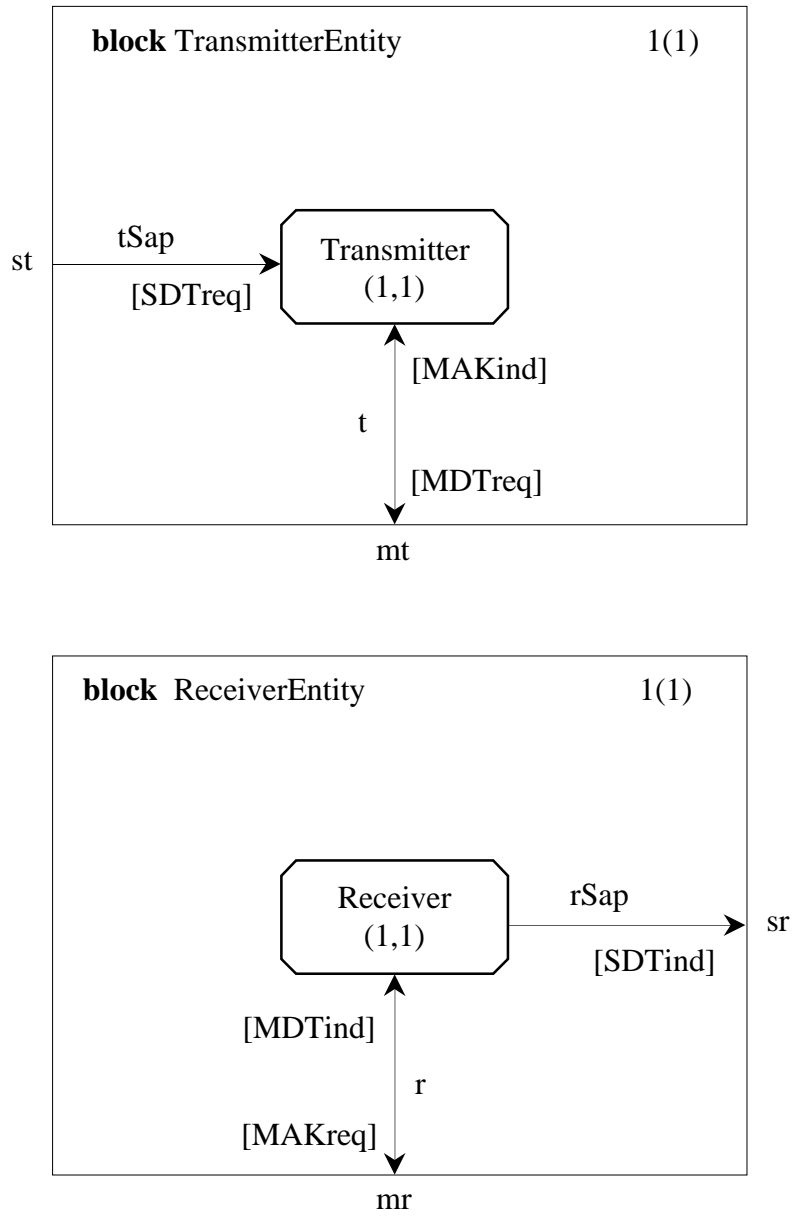 block TransmitterEntity 1(1)
tSap
st
[SDTreq]
Transmitter
(1,1)
[MAKind]
t
[MDTreq]
mt
block ReceiverEntity 1(1)
Receiver
(1,1)
rSap
sr
[SDTind]
[MDTind]
r
[MAKreq]
mr